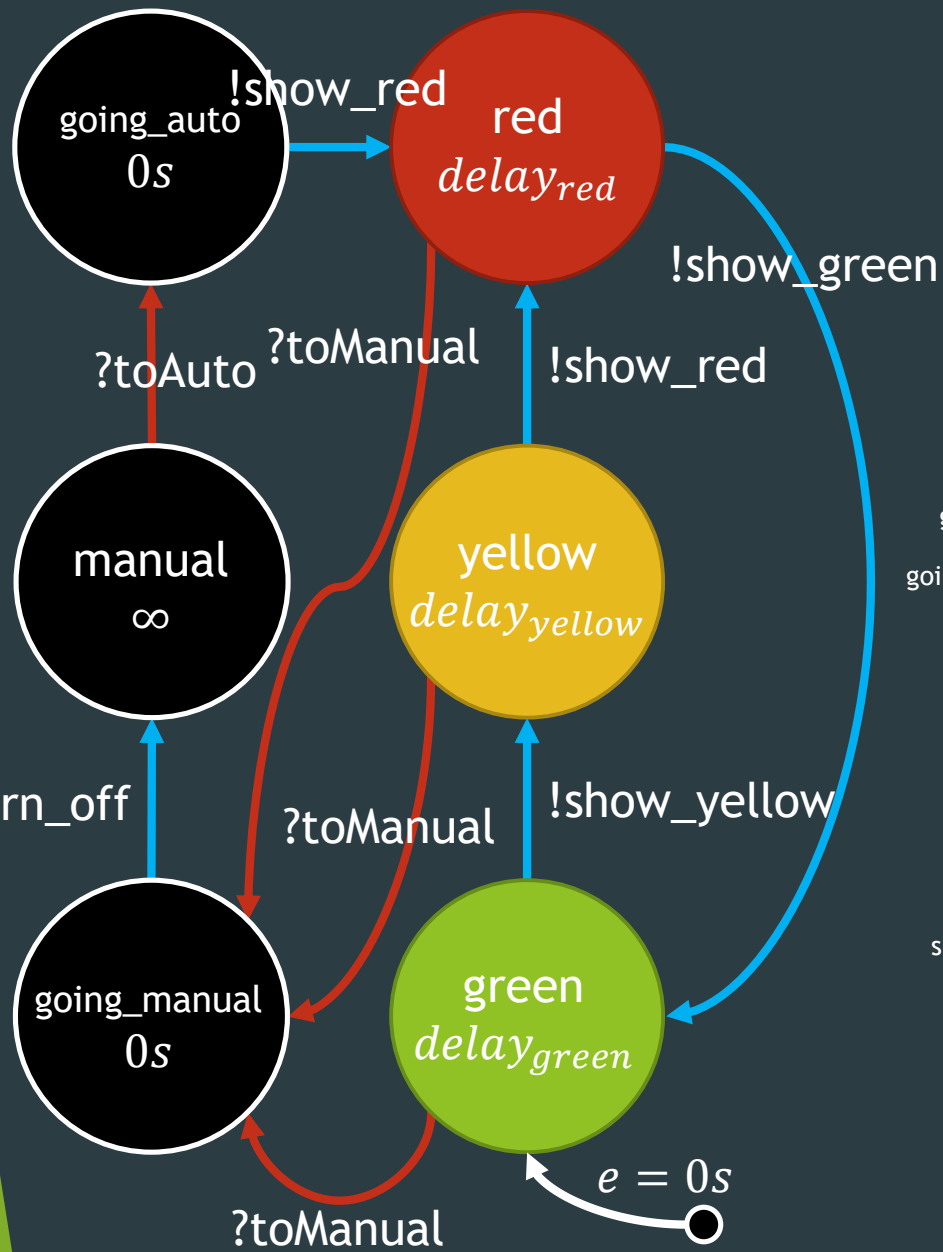 !show_red
going_auto
0s
red
delay_red
!show_green
?toManual
?toAuto
!show_red
manual
∞
yellow
delay_yellow
rn_off
?toManual
!show_yellow
going_manual
0s
green
delay_green
e = 0s
?toManual